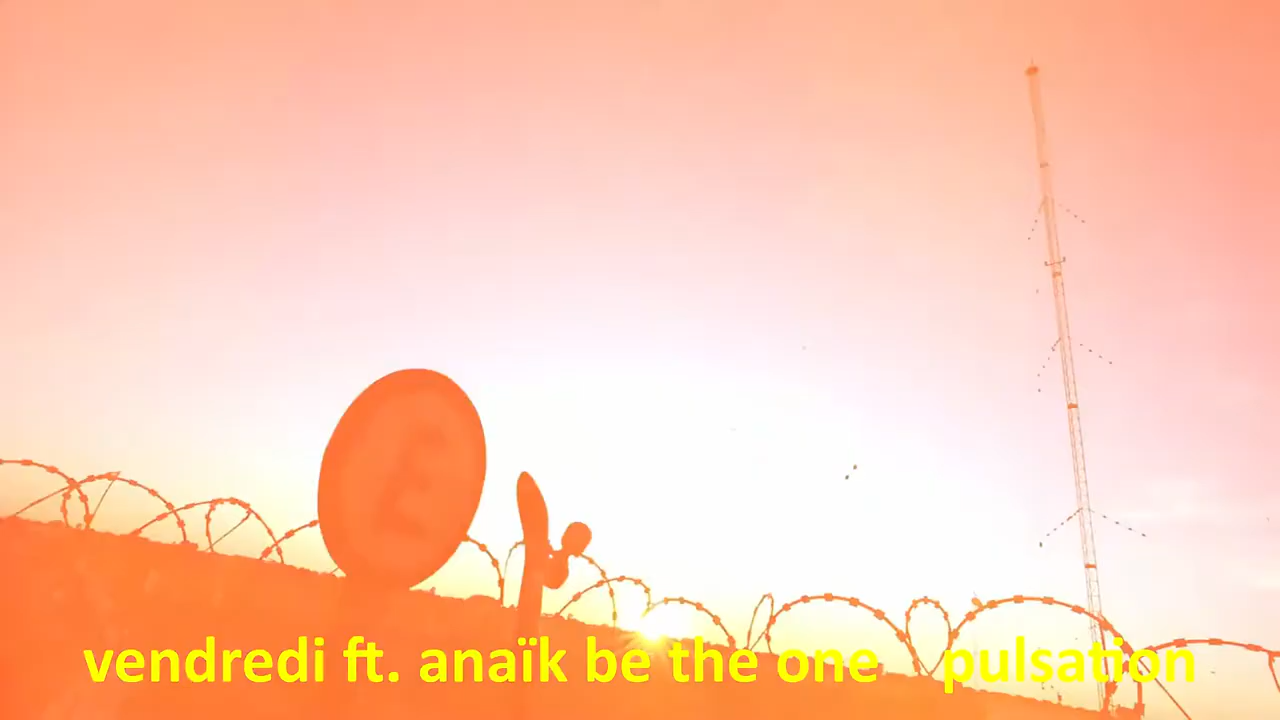 vendredi ft. anaïk be the one    pulsation